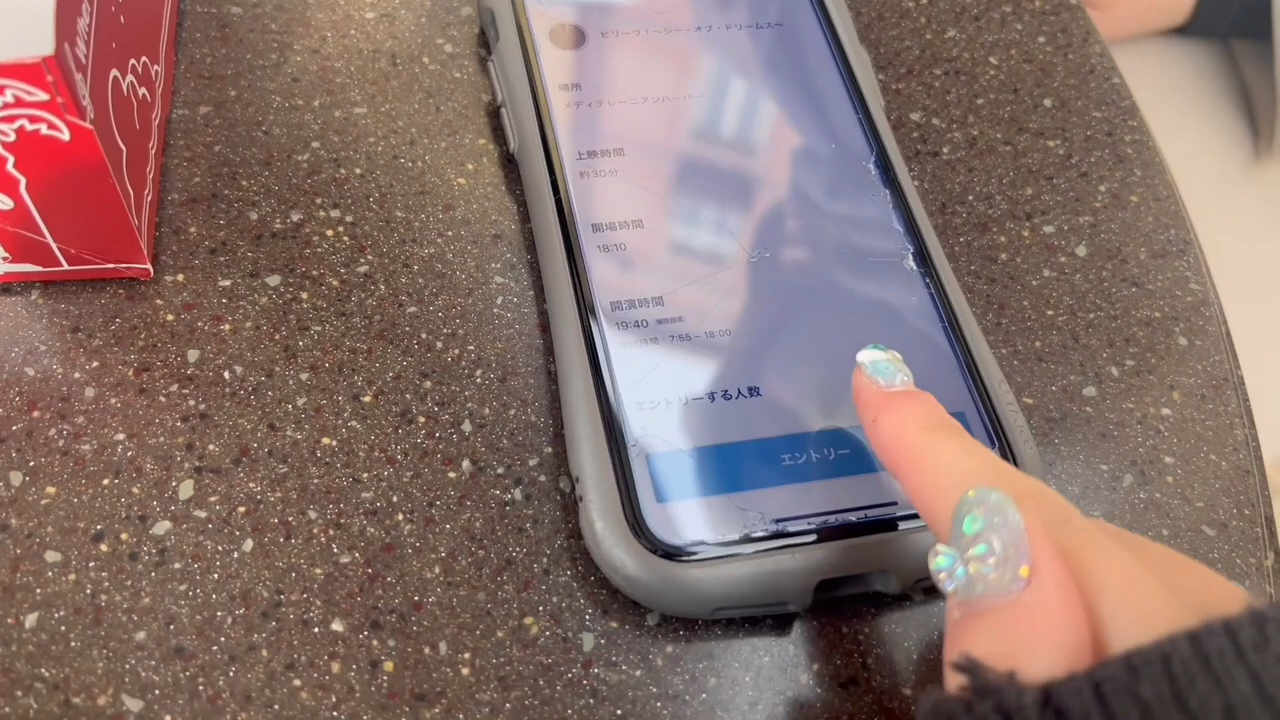 ビリーヴ!〜シー・オブ・ドリームス〜
場所
メディテレーニアンハーバー
上映時間
約30分
開場時間
18:10
開演時間
19:40
時間 7:55 – 18:00
エントリーする人数
エントリー